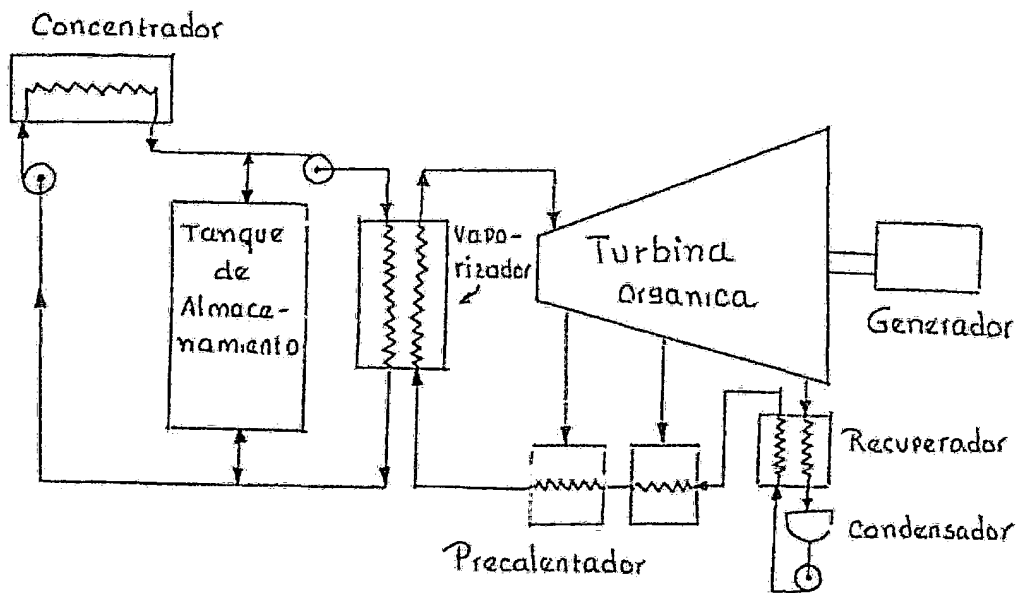 Concentrador
Tanque
de
Almace-
namiento
Vapo-
rizador
Turbina
Organica
Generador
Recuperador
Condensador
Precalentador